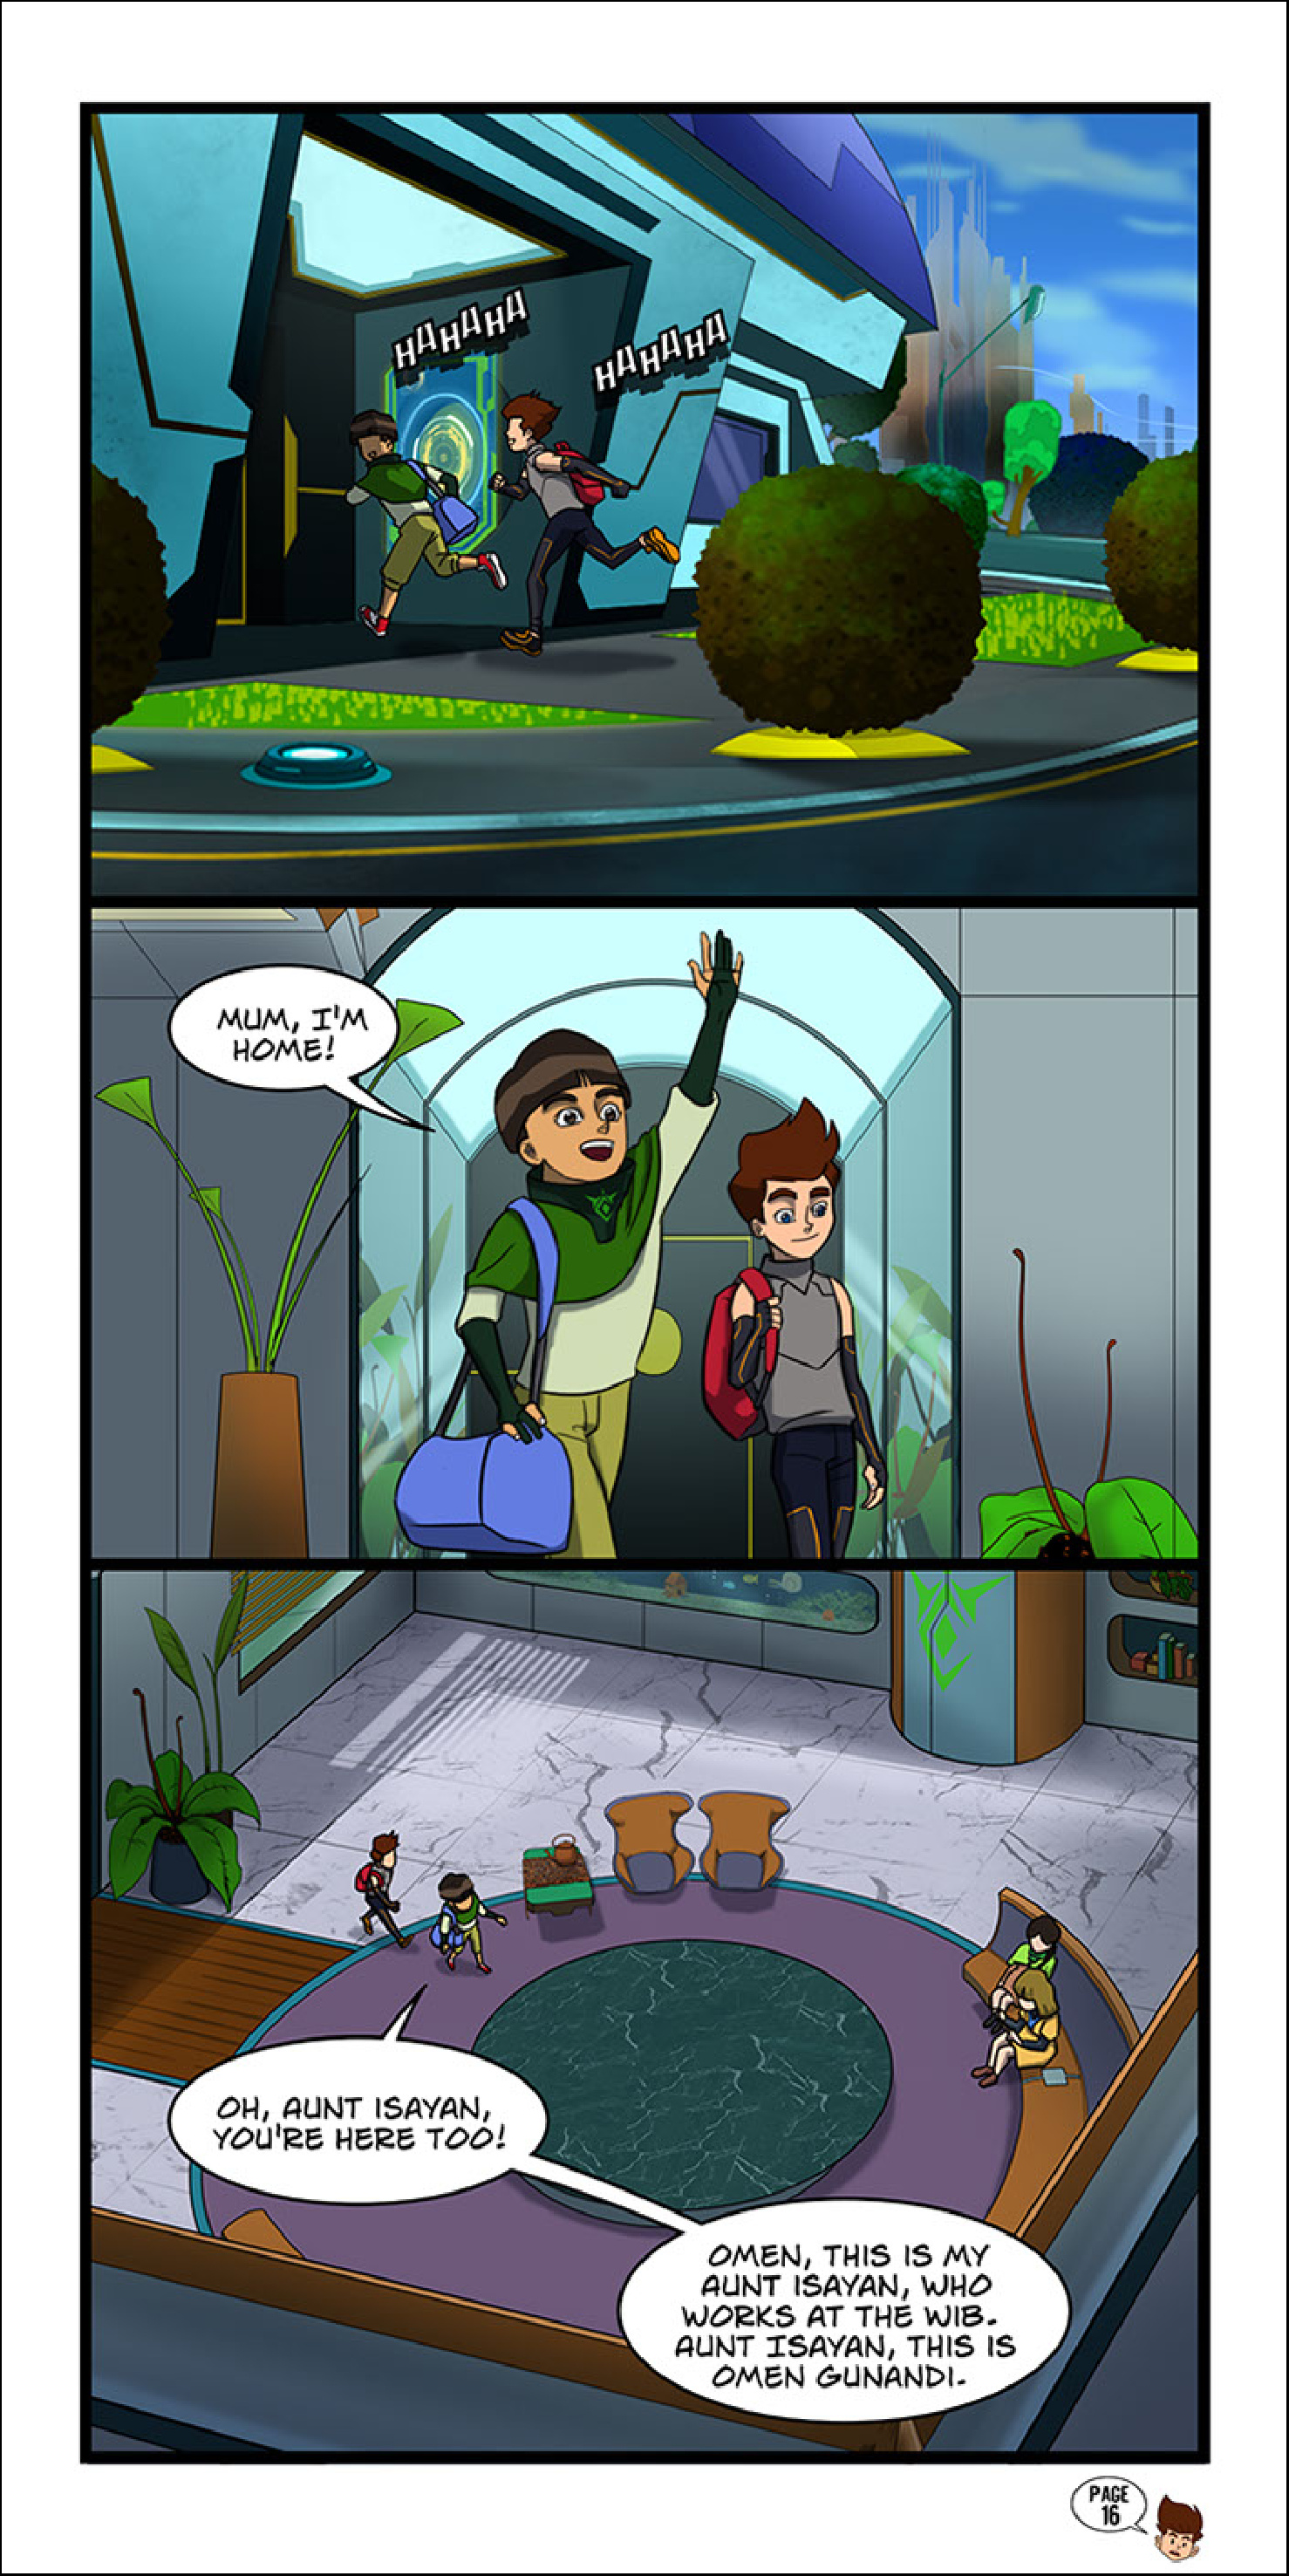 HAHAHA
HAHAHA
MUM, I'M
HOME!
OH, AUNT ISAYAN,
YOU'RE HERE TOO!
OMEN, THIS IS MY
AUNT ISAYAN, WHO
WORKS AT THE WIB.
AUNT ISAYAN, THIS IS
OMEN GUNANDI.
PAGE
16